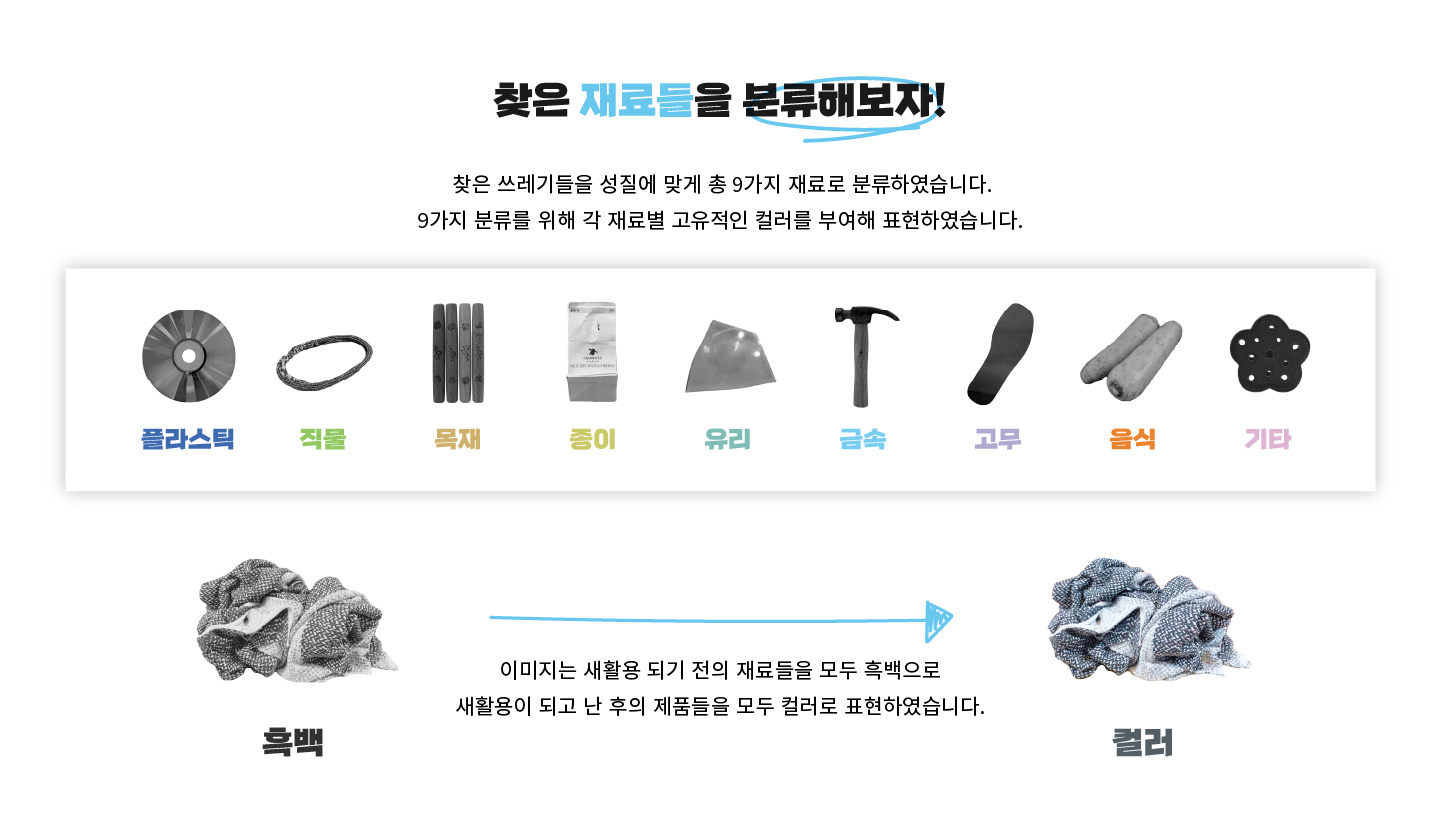 찾은 재료들을 분류해보자!
찾은 쓰레기들을 성질에 맞게 총 9가지 재료로 분류하였습니다.
9가지 분류를 위해 각 재료별 고유적인 컬러를 부여해 표현하였습니다.
플라스틱 직물 목재 종이 유리 금속 고무 음식 기타
이미지는 새활용 되기 전의 재료들을 모두 흑백으로
새활용이 되고 난 후의 제품들을 모두 컬러로 표현하였습니다.
흑백 컬러